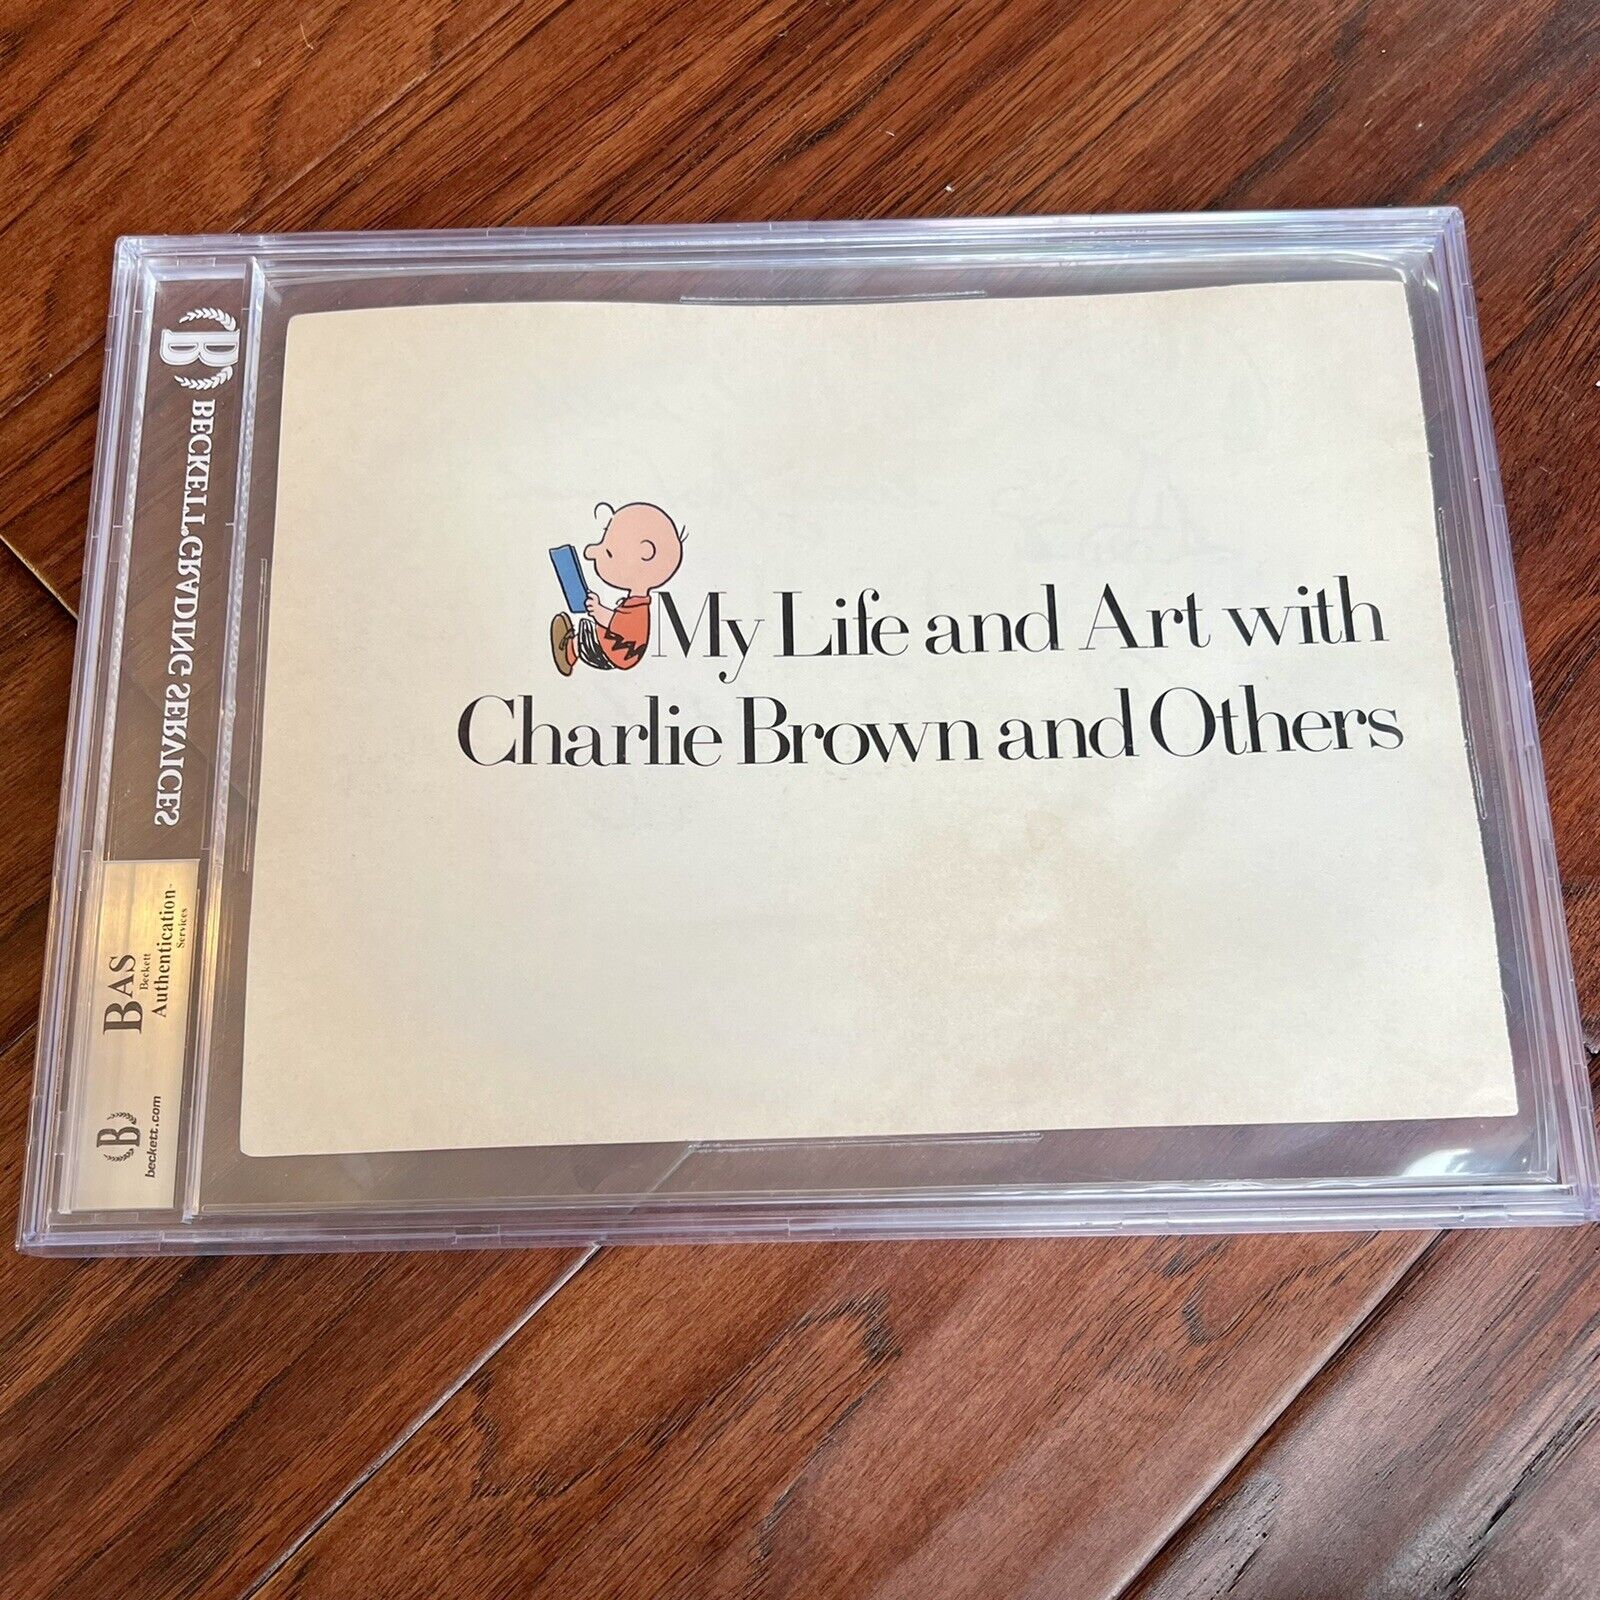 My Life and Art with
Charlie Brown and Others
B
BECKETT GRADING SERVICES
BAS
Beckett
Authentication
Services
B
beckett.com